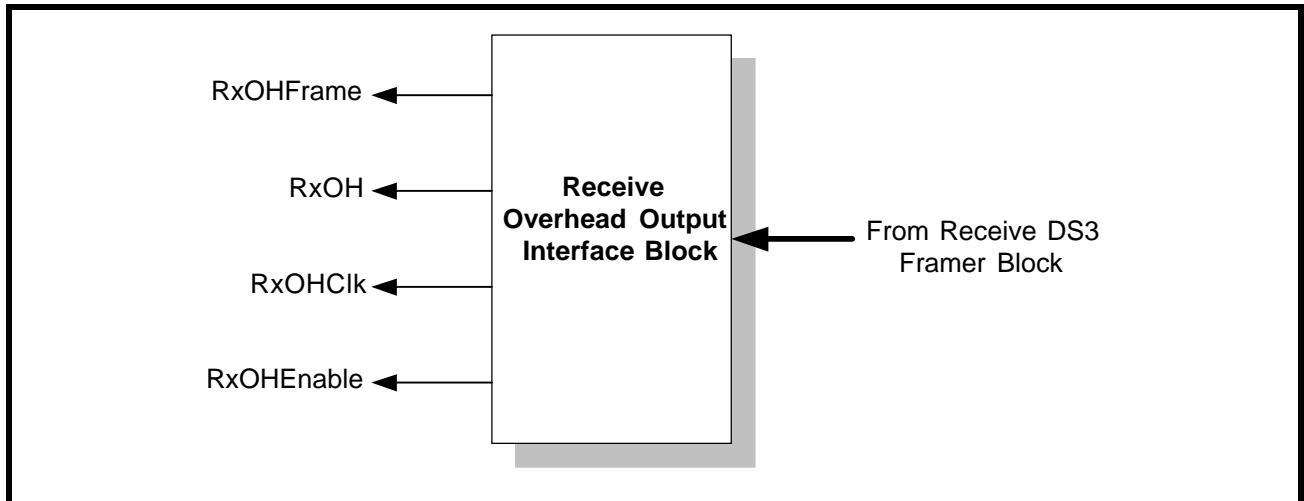 RxOHFrame
RxOH
RxOHClk
RxOHEnable
Receive
Overhead Output
Interface Block
From Receive DS3
Framer Block